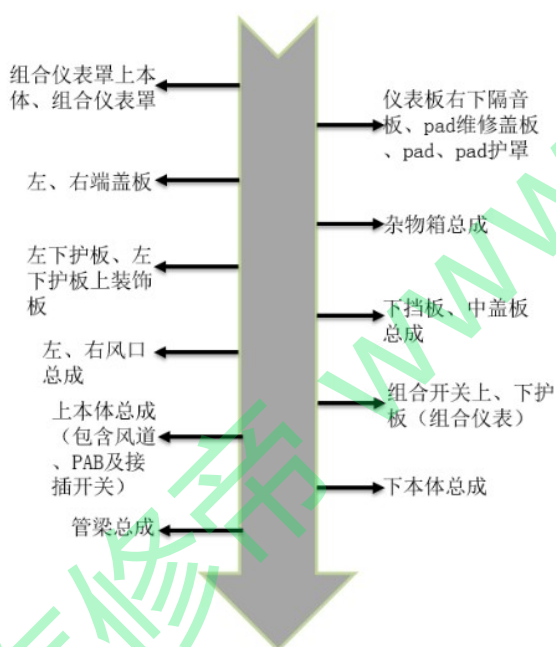 组合仪表罩上本
体、组合仪表罩
仪表板右下隔音
板、pad维修盖板
、pad、pad护罩
左、右端盖板
杂物箱总成
左下护板、左
下护板上装饰
板
下挡板、中盖板
总成
左、右风口
总成
组合开关上、下护
板（组合仪表）
上本体总成
（包含风道
、PAB及接
插开关）
下本体总成
管梁总成
修帝 www